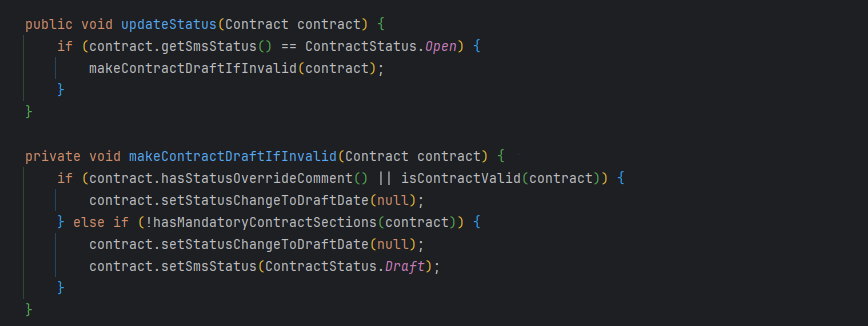 public void updateStatus(Contract contract) {
    if (contract.getSmsStatus() == ContractStatus.Open) {
        makeContractDraftIfInvalid(contract);
    }
}

private void makeContractDraftIfInvalid(Contract contract) {
    if (contract.hasStatusOverrideComment() || isContractValid(contract)) {
        contract.setStatusChangeToDraftDate(null);
    } else if (!hasMandatoryContractSections(contract)) {
        contract.setStatusChangeToDraftDate(null);
        contract.setSmsStatus(ContractStatus.Draft);
    }
}